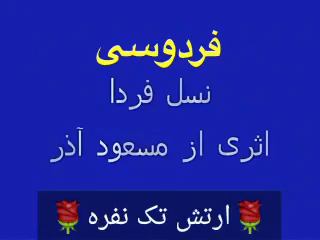 فردوسی
نسل فردا
اثری از مسعود آذر
🌹ارتش تک نفره🌹